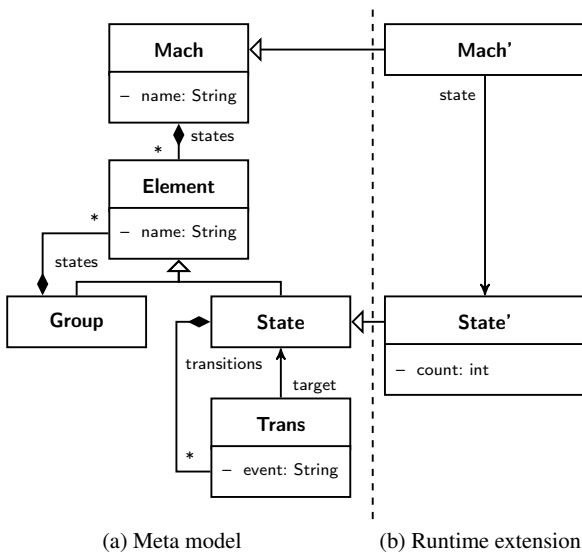 Mach
– name: String
states
*
Element
– name: String
*
states
Group
State
transitions
target
Trans
*
– event: String
Mach'
state
State'
– count: int
(a) Meta model
(b) Runtime extension